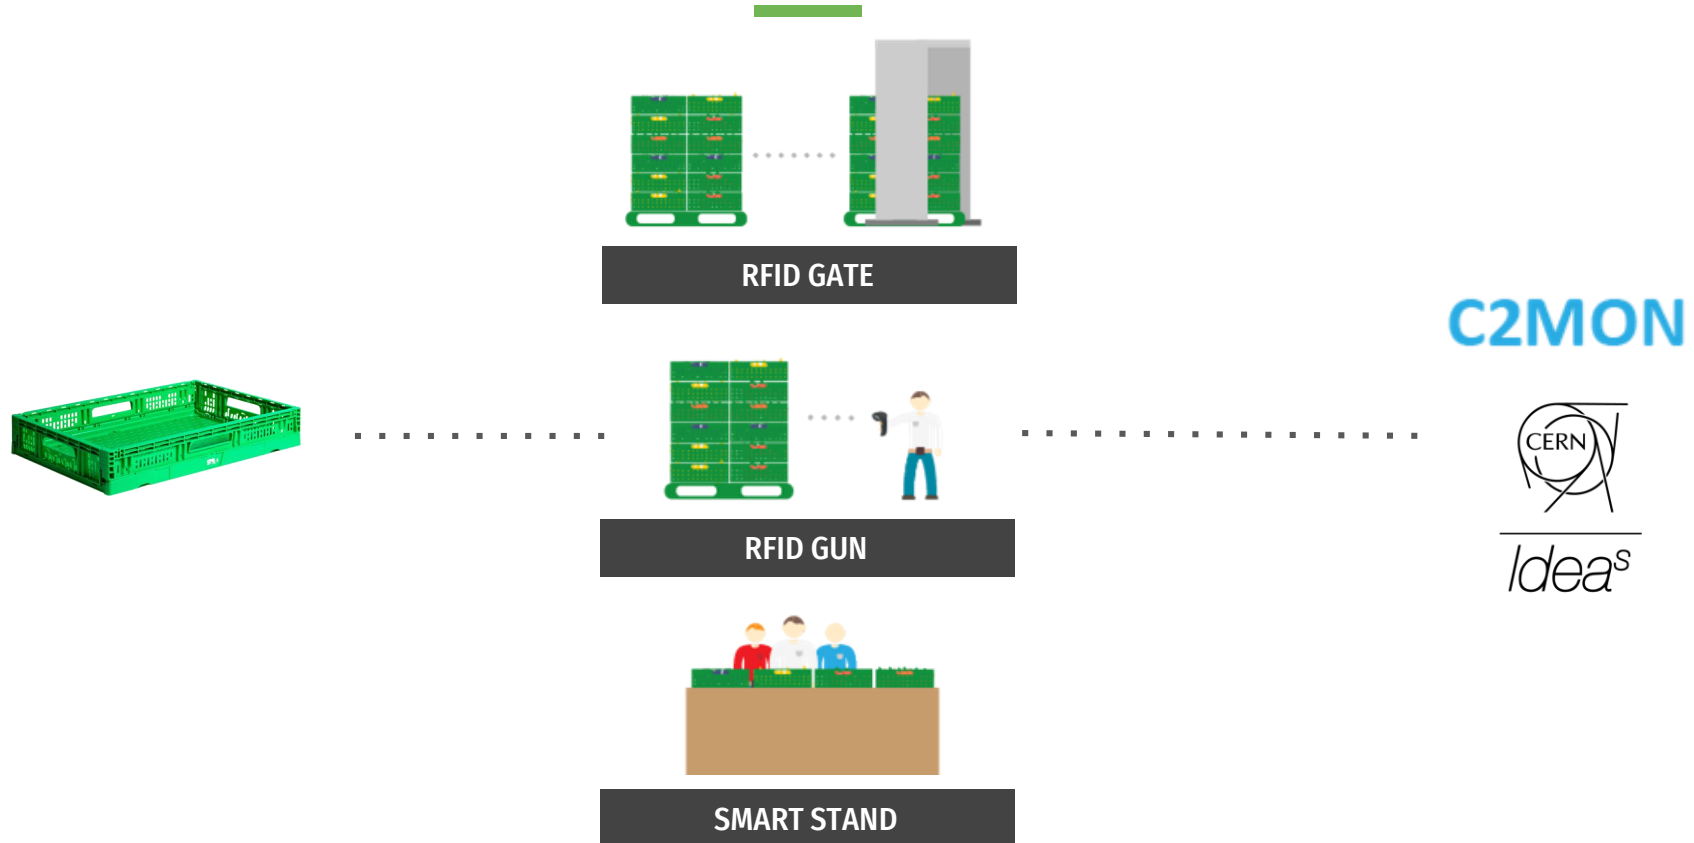 RFID GATE
C2MON
CERN
RFID GUN
Ideas
SMART STAND